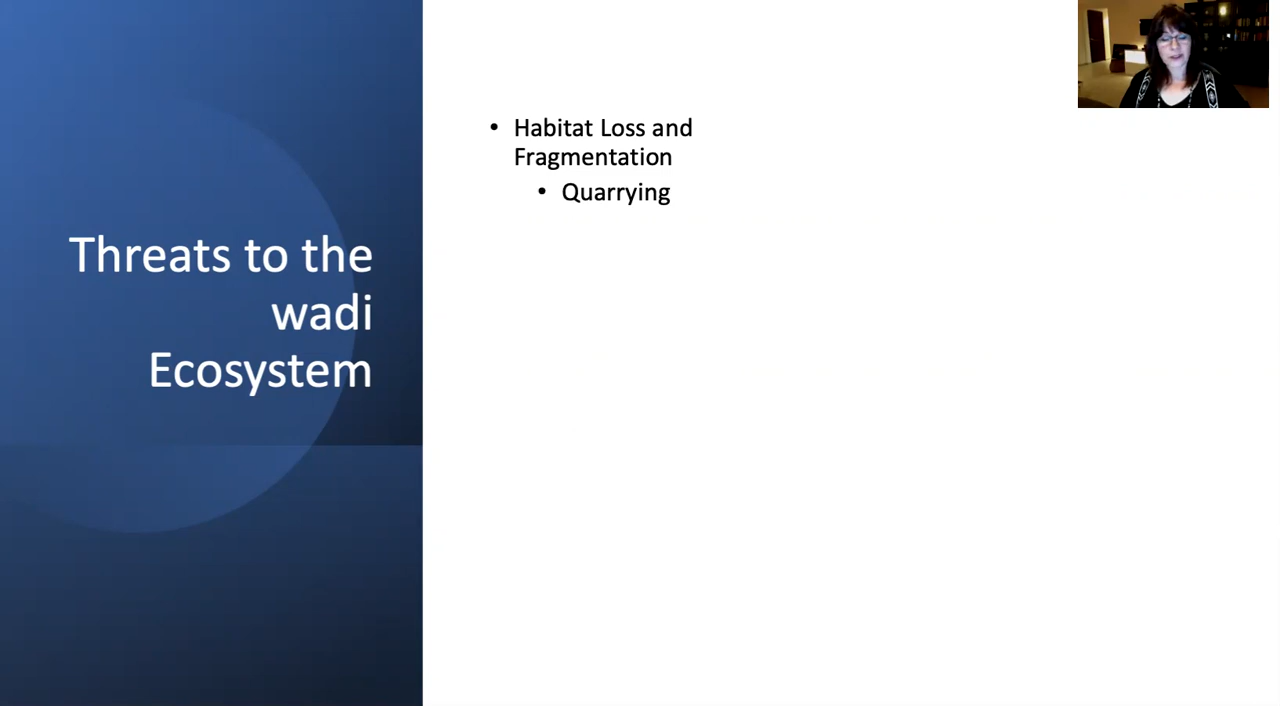 Threats to the
wadi
Ecosystem
• Habitat Loss and
Fragmentation
• Quarrying